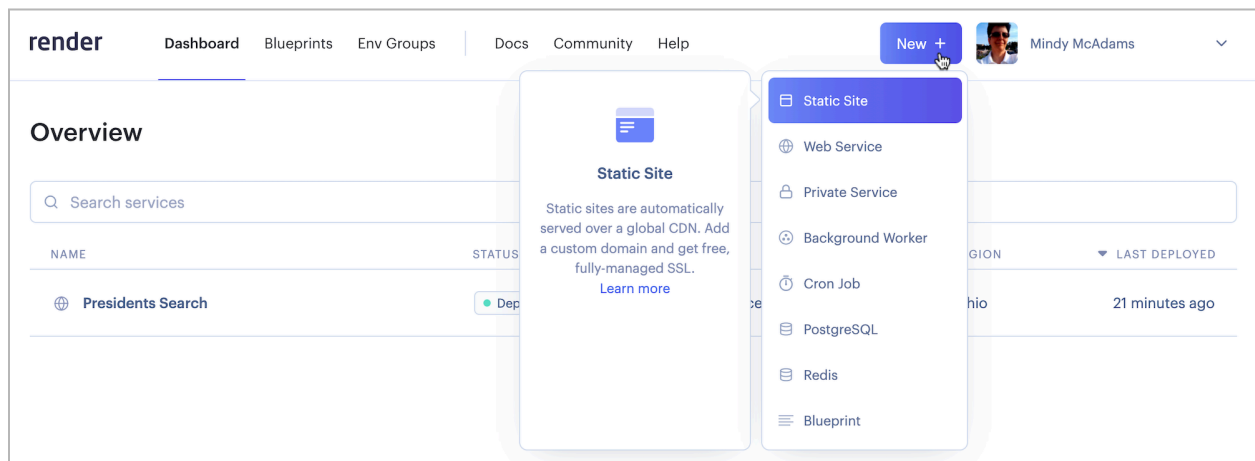 render Dashboard Blueprints Env Groups Docs Community Help New + Mindy McAdams
Overview
Search services
NAME STATUS GION LAST DEPLOYED
Presidents Search Dep ce hio 21 minutes ago
Static Site
Static sites are automatically
served over a global CDN. Add
a custom domain and get free,
fully-managed SSL.
Learn more
Static Site
Web Service
Private Service
Background Worker
Cron Job
PostgreSQL
Redis
Blueprint